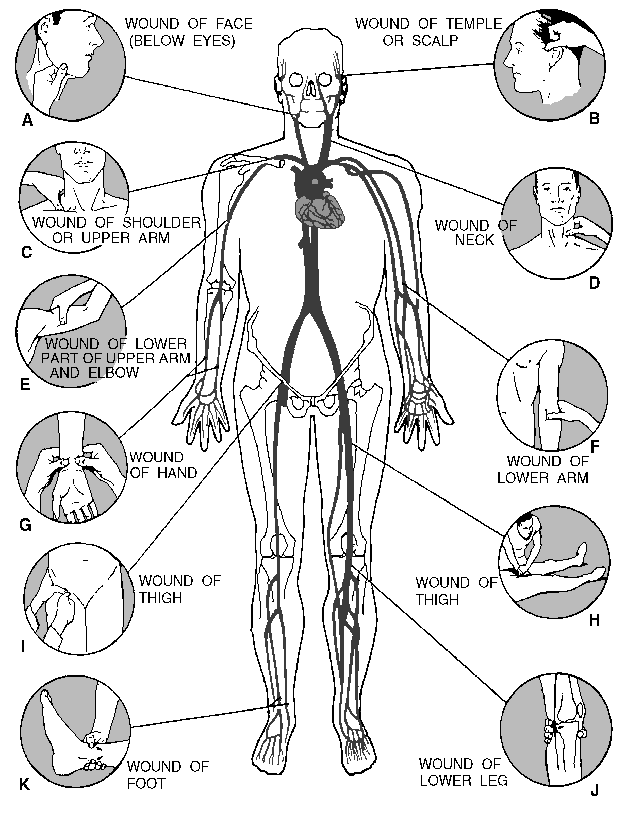 WOUND OF FACE
(BELOW EYES)
A
WOUND OF TEMPLE
OR SCALP
B
WOUND OF SHOULDER
OR UPPER ARM
C
WOUND OF
NECK
D
WOUND OF LOWER
PART OF UPPER ARM
AND ELBOW
E
WOUND OF
LOWER ARM
F
WOUND
OF HAND
G
WOUND OF
THIGH
H
WOUND OF
THIGH
I
WOUND OF
LOWER LEG
J
WOUND OF
FOOT
K